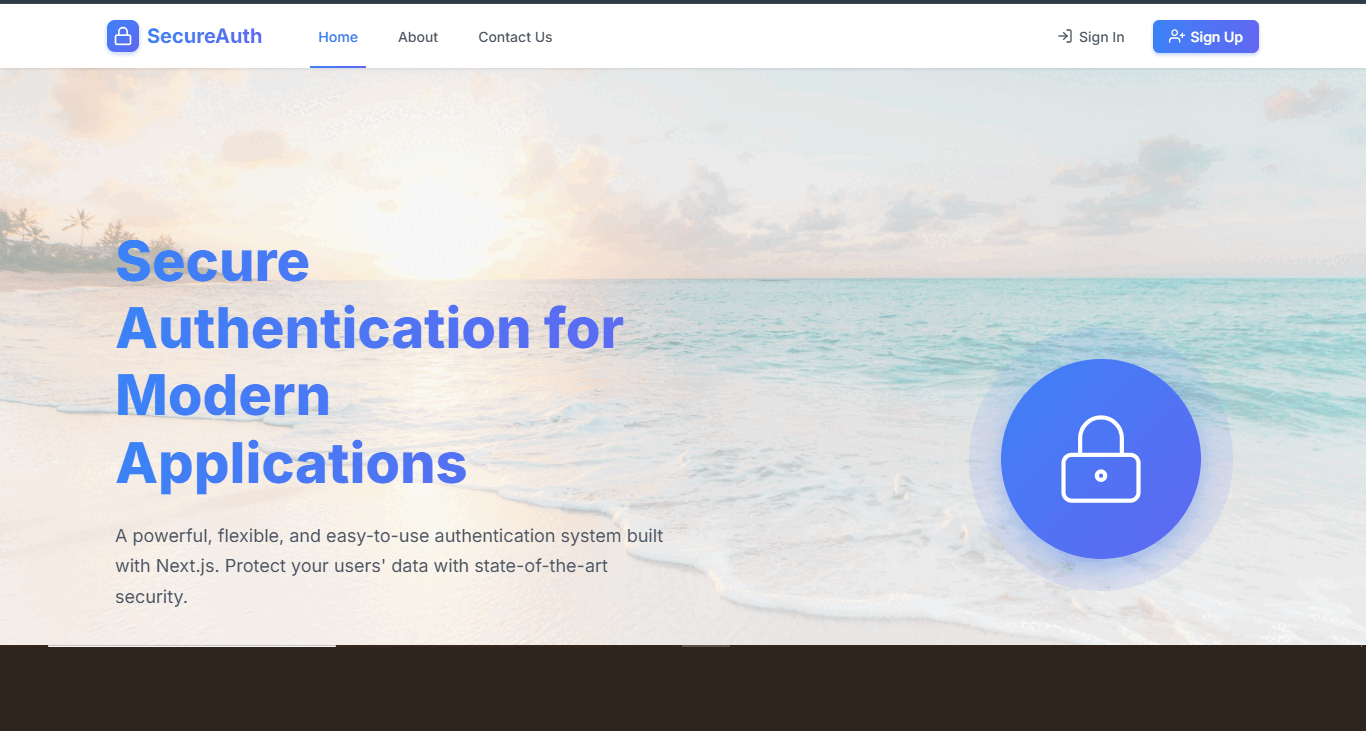 SecureAuth
Home
About
Contact Us
Sign In
Sign Up
Secure
Authentication for
Modern
Applications
A powerful, flexible, and easy-to-use authentication system built
with Next.js. Protect your users' data with state-of-the-art
security.